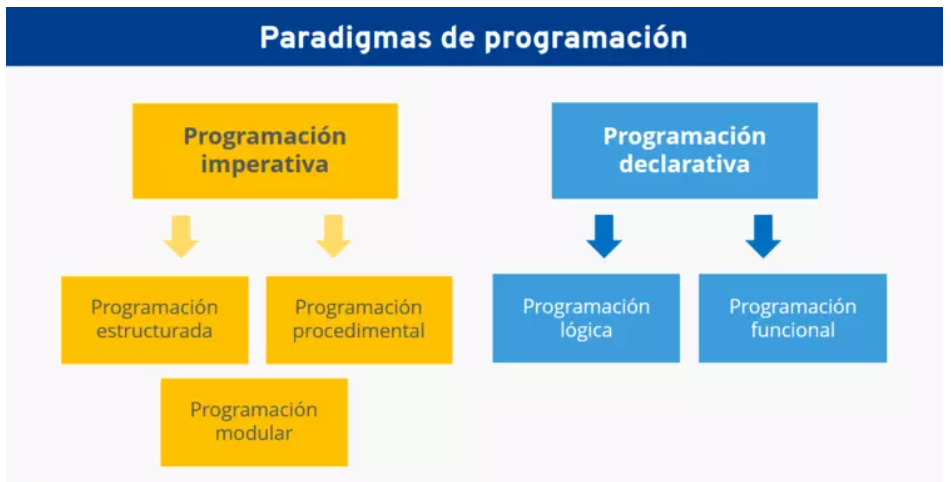 Paradigmas de programación
Programación
imperativa
Programación
declarativa
Programación
estructurada
Programación
procedimental
Programación
lógica
Programación
funcional
Programación
modular